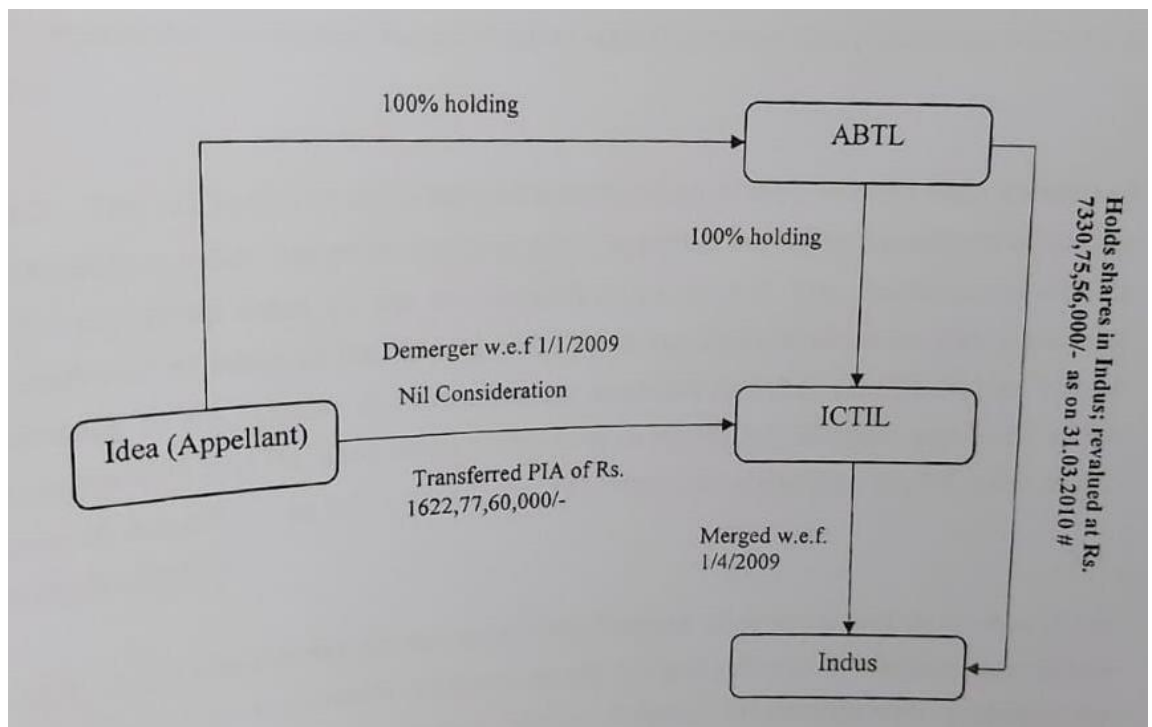 100% holding
ABTL
100% holding
Holds shares in Indus; revalued at Rs.
7330,75,56,000/- as on 31.03.2010 #
Demerger w.e.f 1/1/2009
Nil Consideration
Idea (Appellant)
ICTIL
Transferred PIA of Rs.
1622,77,60,000/-
Merged w.e.f.
1/4/2009
Indus